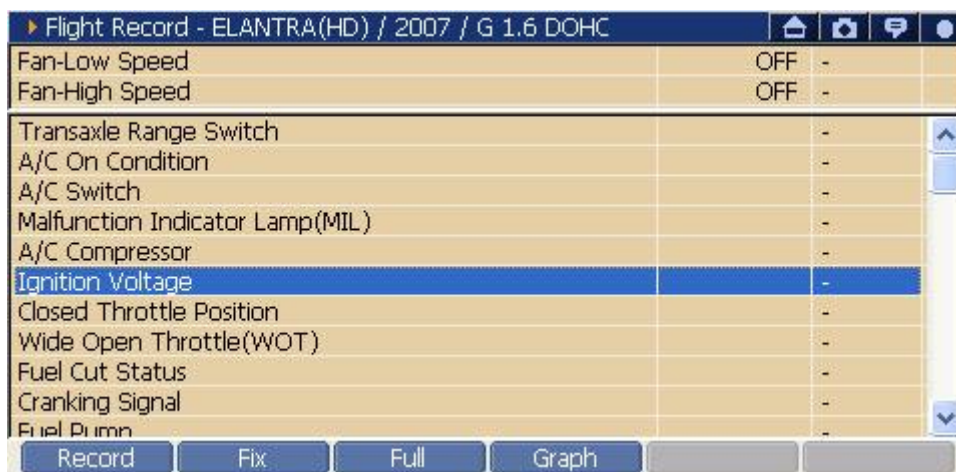 Flight Record - ELANTRA(HD) / 2007 / G 1.6 DOHC
Fan-Low Speed OFF -
Fan-High Speed OFF -
Transaxle Range Switch -
A/C On Condition -
A/C Switch -
Malfunction Indicator Lamp(MIL) -
A/C Compressor -
Ignition Voltage -
Closed Throttle Position -
Wide Open Throttle(WOT) -
Fuel Cut Status -
Cranking Signal -
Fuel Pump -
Record Fix Full Graph